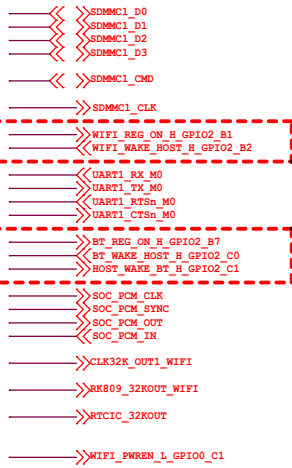 SDMMC1_D0
SDMMC1_D1
SDMMC1_D2
SDMMC1_D3
SDMMC1_CMD
SDMMC1_CLK
WIFI_REG_ON_H_GPIO2_B1
WIFI_WAKE_HOST_H_GPIO2_B2
UART1_RX_M0
UART1_TX_M0
UART1_RTSn_M0
UART1_CTSn_M0
BT_REG_ON_H_GPIO2_B7
BT_WAKE_HOST_H_GPIO2_C0
HOST_WAKE_BT_H_GPIO2_C1
SOC_PCM_CLK
SOC_PCM_SYNC
SOC_PCM_OUT
SOC_PCM_IN
CLK32K_OUT1_WIFI
RK809_32KOUT_WIFI
RTCIC_32KOUT
WIFI_PWREN_L_GPIO0_C1